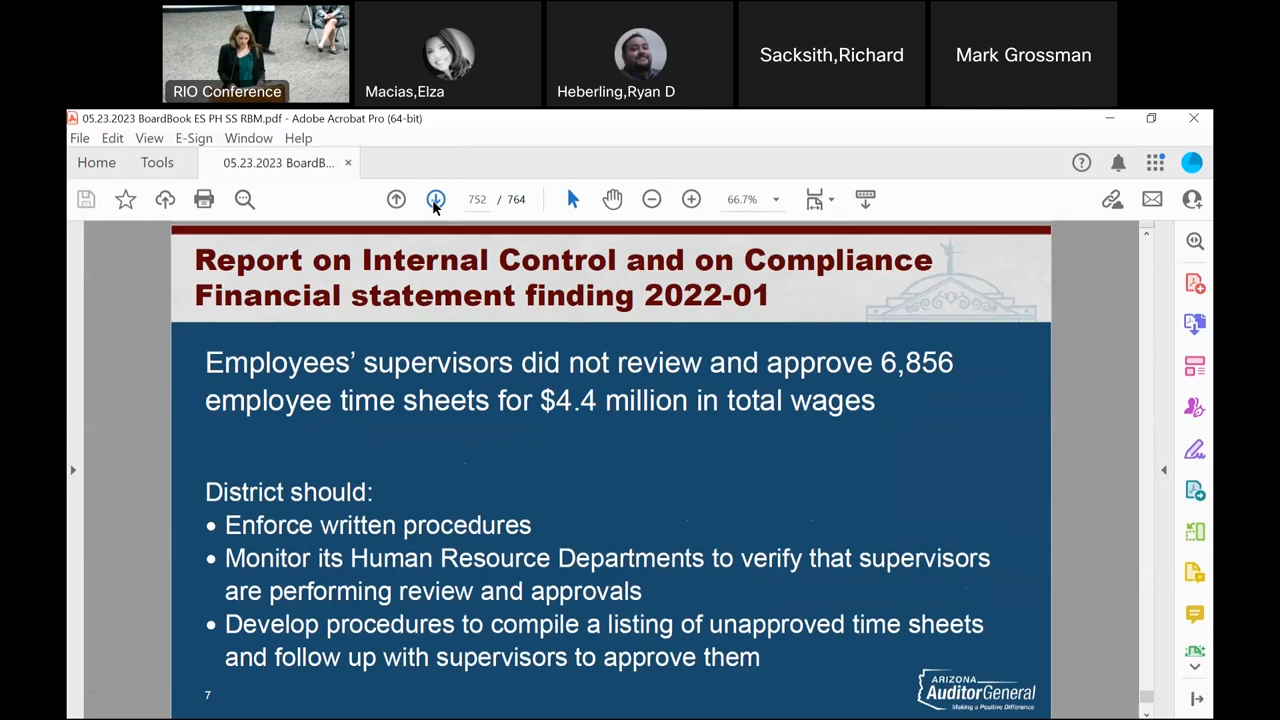 RIO Conference
Macias,Elza
Heberling,Ryan D
Sacksith,Richard
Mark Grossman
05.23.2023 BoardBook ES PH SS RBM.pdf - Adobe Acrobat Pro (64-bit)
File Edit View E-Sign Window Help
Home Tools 05.23.2023 BoardB...
752 / 764 66.7%
Report on Internal Control and on Compliance
Financial statement finding 2022-01
Employees’ supervisors did not review and approve 6,856
employee time sheets for $4.4 million in total wages
District should:
• Enforce written procedures
• Monitor its Human Resource Departments to verify that supervisors
are performing review and approvals
• Develop procedures to compile a listing of unapproved time sheets
and follow up with supervisors to approve them
7
ARIZONA
AuditorGeneral
Making a Positive Difference